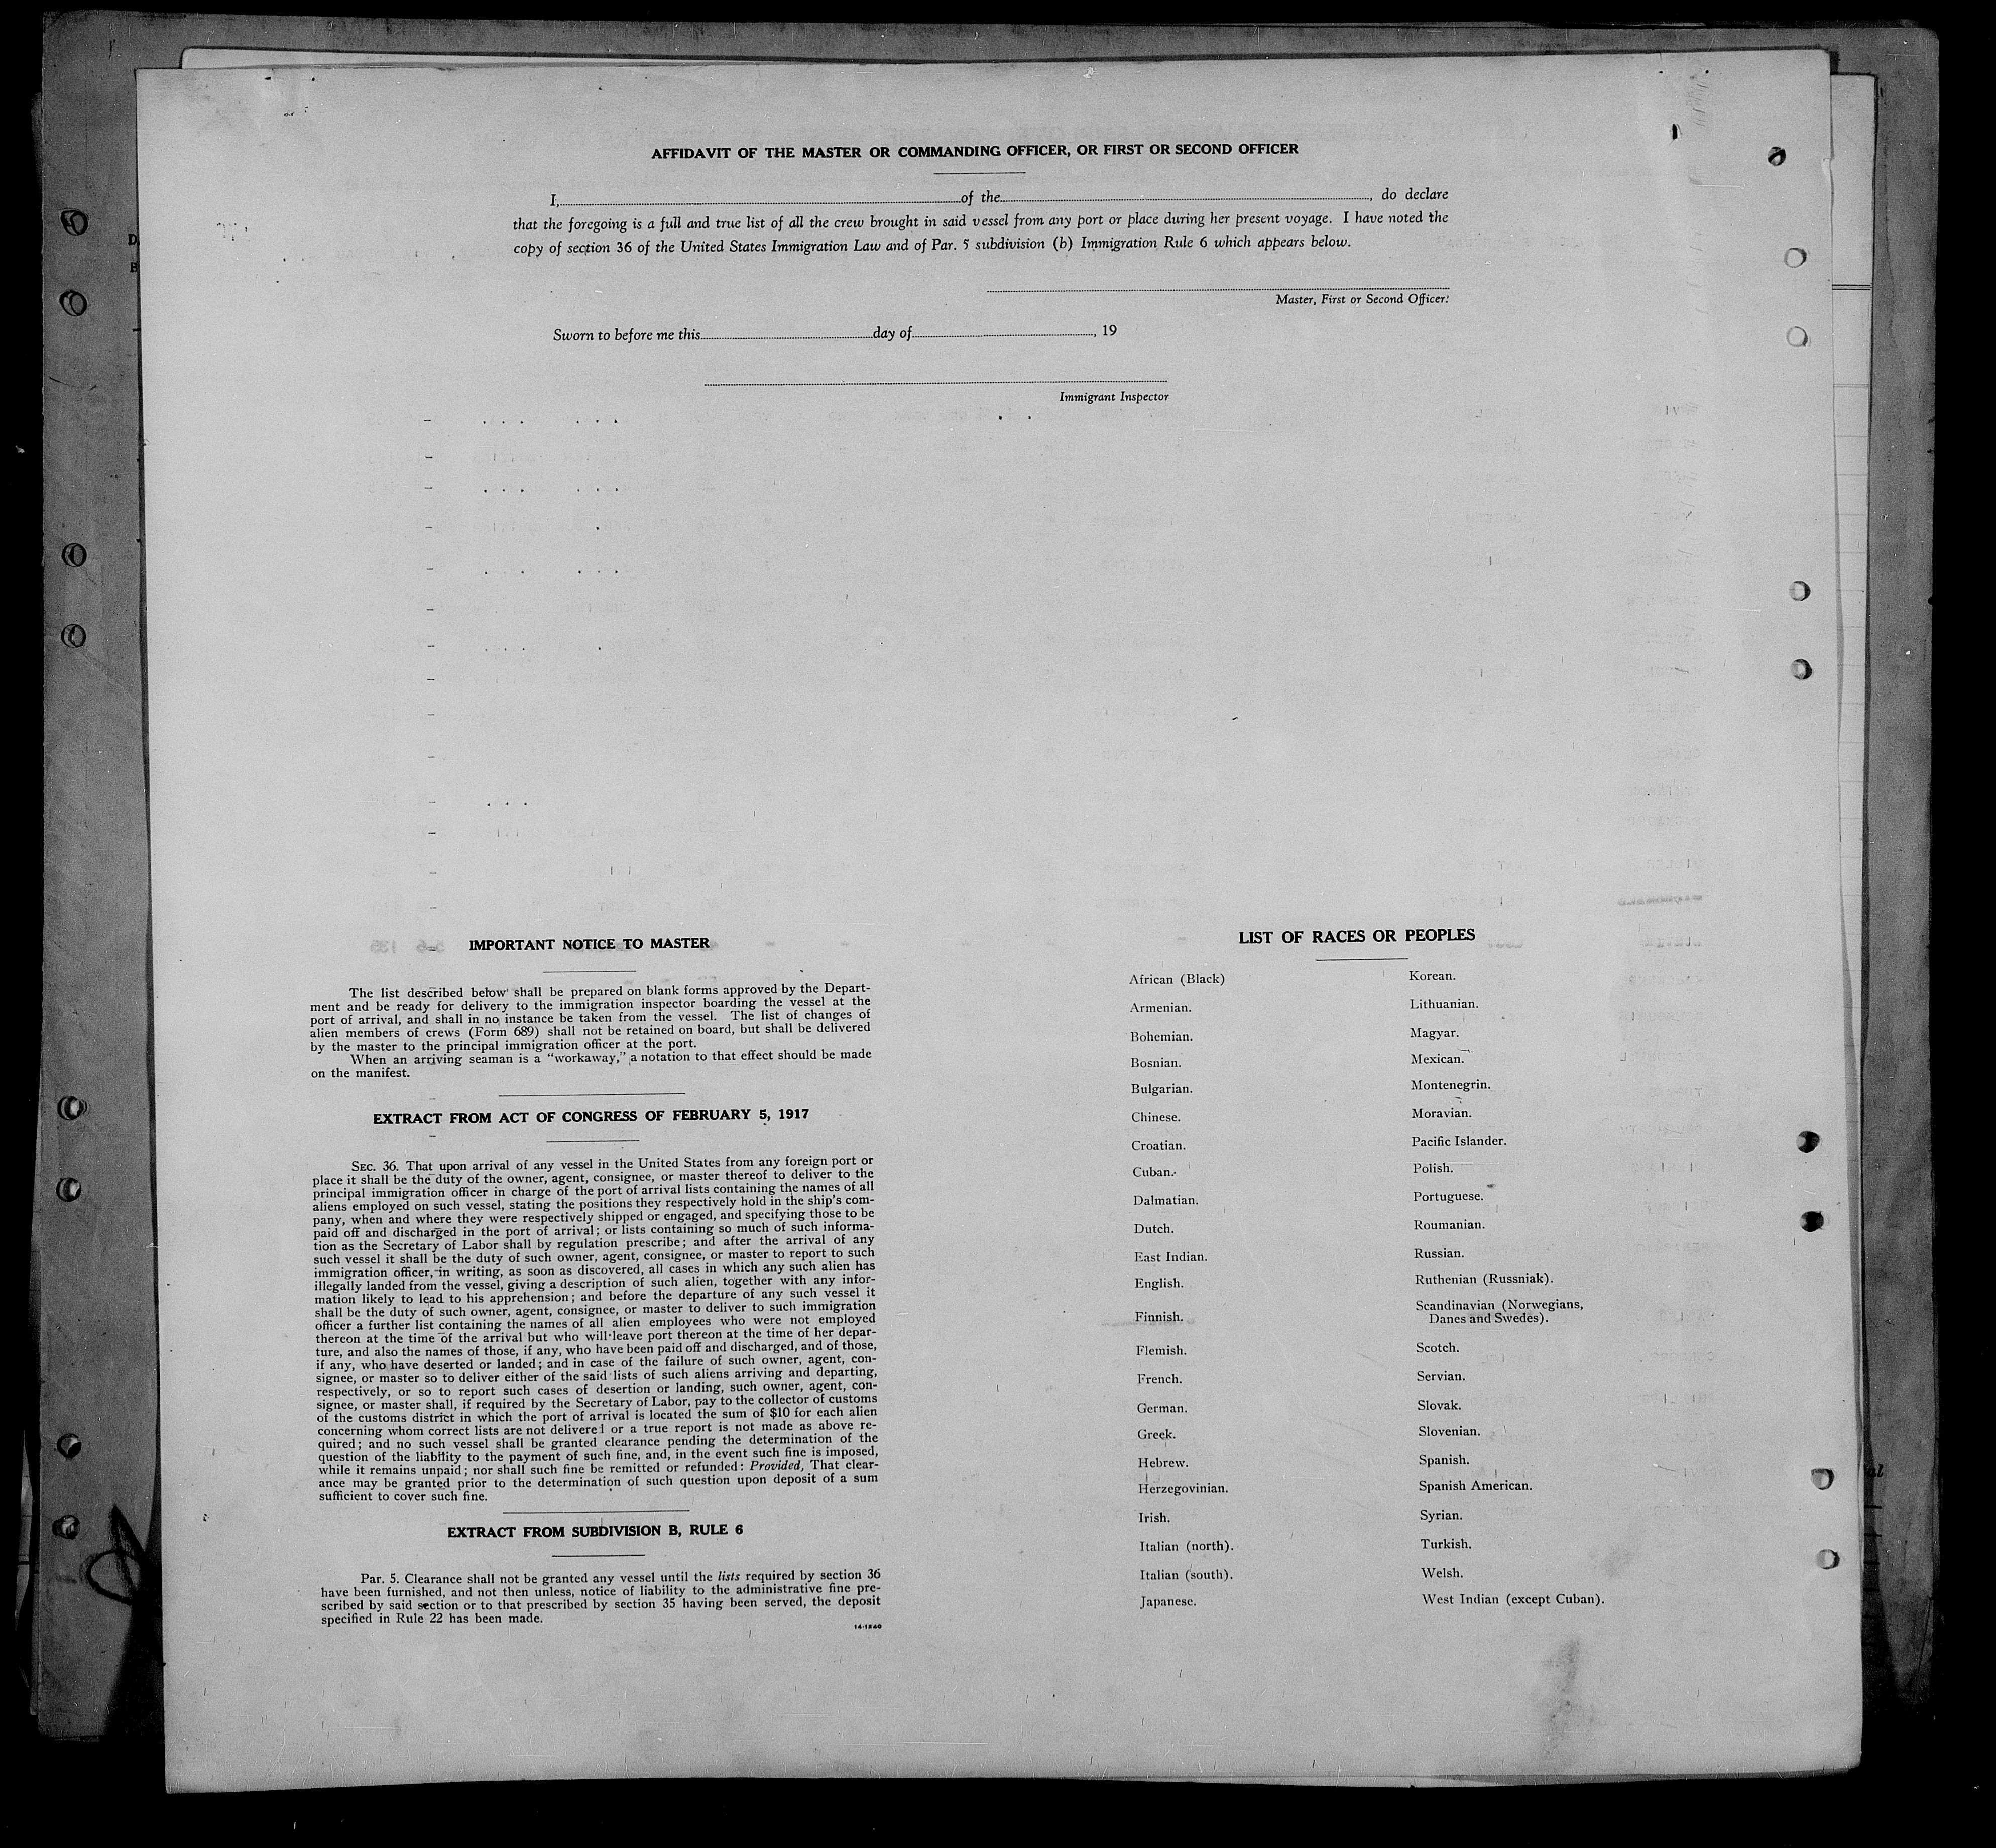 AFFIDAVIT OF THE MASTER OR COMMANDING OFFICER, OR FIRST OR SECOND OFFICER
I, of the , do declare
that the foregoing is a full and true list of all the crew brought in said vessel from any port or place during her present voyage. I have noted the
copy of section 36 of the United States Immigration Law and of Par. 5 subdivision (b) Immigration Rule 6 which appears below.
Master, First or Second Officer.
Sworn to before me this day of , 19
Immigrant Inspector
IMPORTANT NOTICE TO MASTER
The list described below shall be prepared on blank forms approved by the Depart-
ment and be ready for delivery to the immigration inspector boarding the vessel at the
port of arrival, and shall in no instance be taken from the vessel. The list of changes of
alien members of crews (Form 689) shall not be retained on board, but shall be delivered
by the master to the principal immigration officer at the port.
When an arriving seaman is a "workaway," a notation to that effect should be made
on the manifest.
EXTRACT FROM ACT OF CONGRESS OF FEBRUARY 5, 1917
SEC. 36. That upon arrival of any vessel in the United States from any foreign port or
place it shall be the duty of the owner, agent, consignee, or master thereof to deliver to the
principal immigration officer in charge of the port of arrival lists containing the names of all
aliens employed on such vessel, stating the positions they respectively hold in the ship's com-
pany, when and where they were respectively shipped or engaged, and specifying those to be
paid off and discharged in the port of arrival; or lists containing so much of such informa-
tion as the Secretary of Labor shall by regulation prescribe; and after the arrival of any
such vessel it shall be the duty of such owner, agent, consignee, or master to report to such
immigration officer, in writing, as soon as discovered, all cases in which any such alien has
illegally landed from the vessel, giving a description of such alien, together with any infor-
mation likely to lead to his apprehension; and before the departure of any such vessel it
shall be the duty of such owner, agent, consignee, or master to deliver to such immigration
officer a further list containing the names of all alien employees who were not employed
thereon at the time of the arrival but who will leave port thereon at the time of her depar-
ture, and also the names of those, if any, who have been paid off and discharged, and of those,
if any, who have deserted or landed; and in case of the failure of such owner, agent, con-
signee, or master so to deliver either of the said lists of such aliens arriving and departing,
respectively, or so to report such cases of desertion or landing, such owner, agent, con-
signee, or master shall, if required by the Secretary of Labor, pay to the collector of customs
of the customs district in which the port of arrival is located the sum of $10 for each alien
concerning whom correct lists are not delivered or a true report is not made as above re-
quired; and no such vessel shall be granted clearance pending the determination of the
question of the liability to the payment of such fine, and, in the event such fine is imposed,
while it remains unpaid; nor shall such fine be remitted or refunded: Provided, That clear-
ance may be granted prior to the determination of such question upon deposit of a sum
sufficient to cover such fine.
EXTRACT FROM SUBDIVISION B, RULE 6
Par. 5. Clearance shall not be granted any vessel until the lists required by section 36
have been furnished, and not then unless, notice of liability to the administrative fine pre-
scribed by said section or to that prescribed by section 35 having been served, the deposit
specified in Rule 22 has been made.
14-1240
LIST OF RACES OR PEOPLES
African (Black)
Armenian.
Bohemian.
Bosnian.
Bulgarian.
Chinese.
Croatian.
Cuban.
Dalmatian.
Dutch.
East Indian.
English.
Finnish.
Flemish.
French.
German.
Greek.
Hebrew.
Herzegovinian.
Irish.
Italian (north).
Italian (south).
Japanese.
Korean.
Lithuanian.
Magyar.
Mexican.
Montenegrin.
Moravian.
Pacific Islander.
Polish.
Portuguese.
Roumanian.
Russian.
Ruthenian (Russniak).
Scandinavian (Norwegians,
Danes and Swedes).
Scotch.
Servian.
Slovak.
Slovenian.
Spanish.
Spanish American.
Syrian.
Turkish.
Welsh.
West Indian (except Cuban).